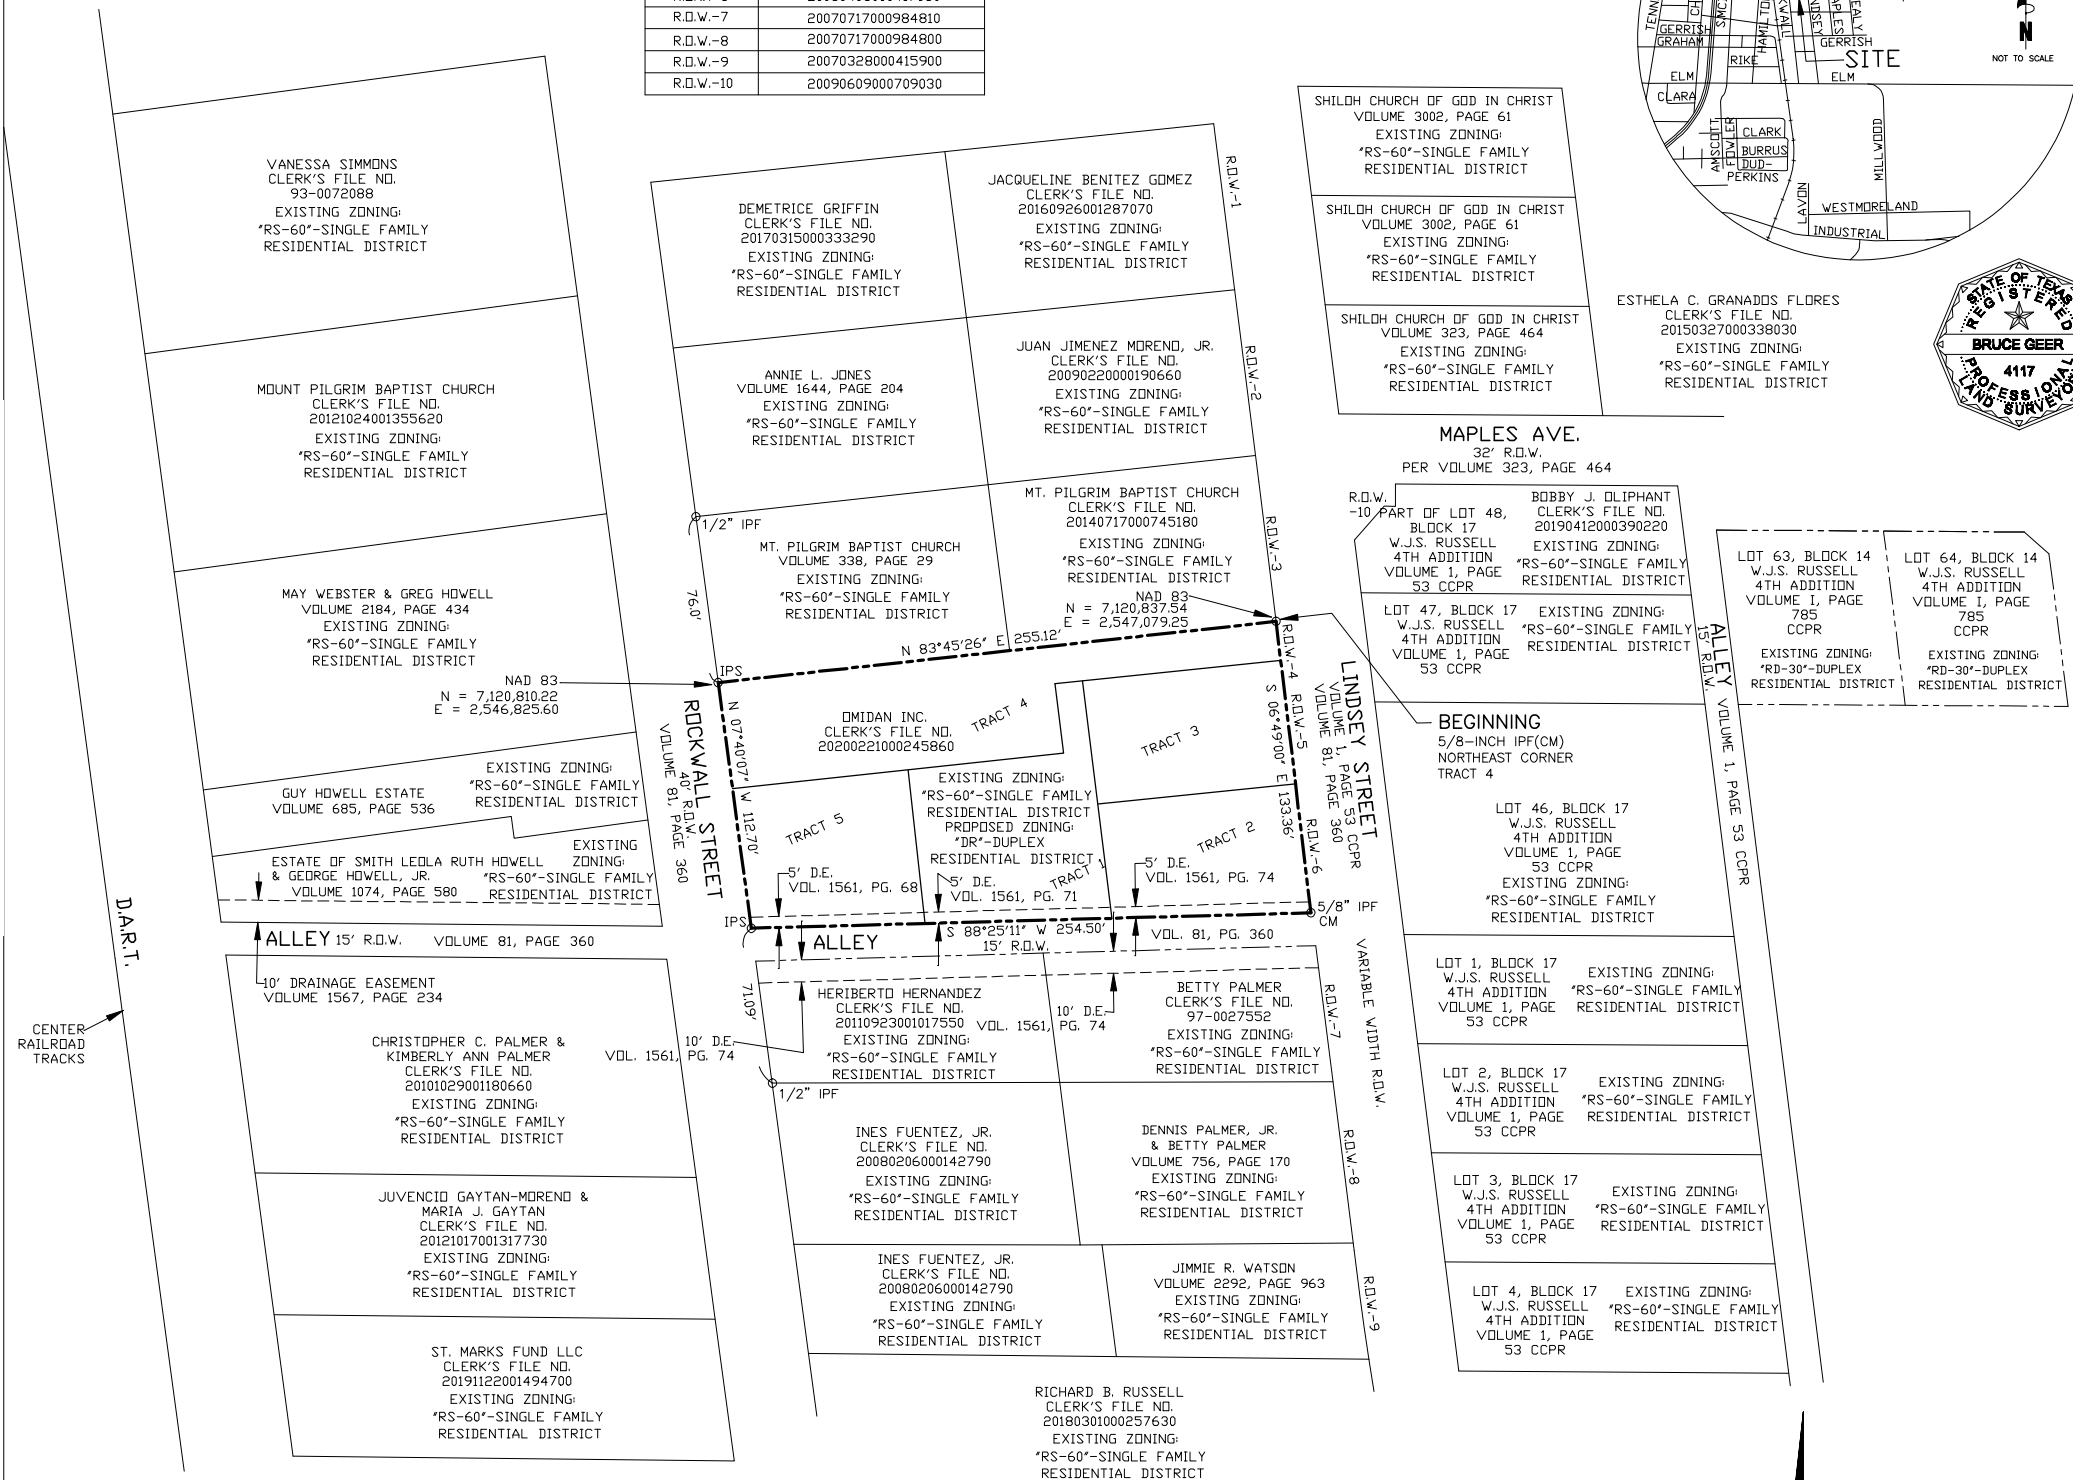 R.O.W.-7 20070717000984810
R.O.W.-8 20070717000984800
R.O.W.-9 20070328000415900
R.O.W.-10 20090609000709030
GERRISH
GRAHAM
RIKE
ELM
CLARA
GERRISH
SITE
ELM
AMSCOTT
FOWLER
CLARK
BURRUS
DUD-
PERKINS
MILLWOOD
LAVON
WESTMORELAND
INDUSTRIAL
N
NOT TO SCALE
STATE OF TEXAS
REGISTERED
BRUCE GEER
4117
PROFESSIONAL
LAND SURVEYOR
VANESSA SIMMONS
CLERK'S FILE NO.
93-0072088
EXISTING ZONING:
"RS-60"-SINGLE FAMILY
RESIDENTIAL DISTRICT
MOUNT PILGRIM BAPTIST CHURCH
CLERK'S FILE NO.
20121024001355620
EXISTING ZONING:
"RS-60"-SINGLE FAMILY
RESIDENTIAL DISTRICT
MAY WEBSTER & GREG HOWELL
VOLUME 2184, PAGE 434
EXISTING ZONING:
"RS-60"-SINGLE FAMILY
RESIDENTIAL DISTRICT
NAD 83
N = 7,120,810.22
E = 2,546,825.60
GUY HOWELL ESTATE
VOLUME 685, PAGE 536
EXISTING ZONING:
"RS-60"-SINGLE FAMILY
RESIDENTIAL DISTRICT
ESTATE OF SMITH LEOLA RUTH HOWELL
& GEORGE HOWELL, JR.
VOLUME 1074, PAGE 580
EXISTING
ZONING:
"RS-60"-SINGLE FAMILY
RESIDENTIAL DISTRICT
ALLEY 15' R.O.W. VOLUME 81, PAGE 360
10' DRAINAGE EASEMENT
VOLUME 1567, PAGE 234
D.A.R.T.
CENTER
RAILROAD
TRACKS
CHRISTOPHER C. PALMER &
KIMBERLY ANN PALMER
CLERK'S FILE NO.
20101029001180660
EXISTING ZONING:
"RS-60"-SINGLE FAMILY
RESIDENTIAL DISTRICT
JUVENCIO GAYTAN-MORENO &
MARIA J. GAYTAN
CLERK'S FILE NO.
20121017001317730
EXISTING ZONING:
"RS-60"-SINGLE FAMILY
RESIDENTIAL DISTRICT
ST. MARKS FUND LLC
CLERK'S FILE NO.
20191122001494700
EXISTING ZONING:
"RS-60"-SINGLE FAMILY
RESIDENTIAL DISTRICT
DEMETRICE GRIFFIN
CLERK'S FILE NO.
20170315000333290
EXISTING ZONING:
"RS-60"-SINGLE FAMILY
RESIDENTIAL DISTRICT
JACQUELINE BENITEZ GOMEZ
CLERK'S FILE NO.
20160926001287070
EXISTING ZONING:
"RS-60"-SINGLE FAMILY
RESIDENTIAL DISTRICT
R.O.W.-1
ANNIE L. JONES
VOLUME 1644, PAGE 204
EXISTING ZONING:
"RS-60"-SINGLE FAMILY
RESIDENTIAL DISTRICT
JUAN JIMENEZ MORENO, JR.
CLERK'S FILE NO.
20090220000190660
EXISTING ZONING:
"RS-60"-SINGLE FAMILY
RESIDENTIAL DISTRICT
R.O.W.-2
1/2" IPF
76.0'
MT. PILGRIM BAPTIST CHURCH
VOLUME 338, PAGE 29
EXISTING ZONING:
"RS-60"-SINGLE FAMILY
RESIDENTIAL DISTRICT
MT. PILGRIM BAPTIST CHURCH
CLERK'S FILE NO.
20140717000745180
EXISTING ZONING:
"RS-60"-SINGLE FAMILY
RESIDENTIAL DISTRICT
NAD 83
N = 7,120,837.54
E = 2,547,079.25
R.O.W.-3
N 83°45'26" E 255.12'
IPS
OMIDAN INC.
CLERK'S FILE NO.
20200221000245860
TRACT 4
TRACT 3
R.O.W.-4
R.O.W.-5
S 06°49'00" E 133.36'
N 07°40'07" W 112.70'
ROCKWALL STREET
40' R.O.W.
VOLUME 81, PAGE 360
TRACT 5
EXISTING ZONING:
"RS-60"-SINGLE FAMILY
RESIDENTIAL DISTRICT
PROPOSED ZONING:
"DR"-DUPLEX
RESIDENTIAL DISTRICT
TRACT 1
TRACT 2
5' D.E.
VOL. 1561, PG. 68
5' D.E.
VOL. 1561, PG. 71
5' D.E.
VOL. 1561, PG. 74
R.O.W.-6
IPS
5/8" IPF
CM
ALLEY
S 88°25'11" W 254.50'
15' R.O.W.
VOL. 81, PG. 360
LINDSEY STREET
VOLUME 1, PAGE 53 CCPR
VOLUME 81, PAGE 360
VARIABLE WIDTH R.O.W.
71.09'
10' D.E.
VOL. 1561, PG. 74
HERIBERTO HERNANDEZ
CLERK'S FILE NO.
20110923001017550
EXISTING ZONING:
"RS-60"-SINGLE FAMILY
RESIDENTIAL DISTRICT
10' D.E.
VOL. 1561, PG. 74
BETTY PALMER
CLERK'S FILE NO.
97-0027552
EXISTING ZONING:
"RS-60"-SINGLE FAMILY
RESIDENTIAL DISTRICT
R.O.W.-7
1/2" IPF
INES FUENTEZ, JR.
CLERK'S FILE NO.
20080206000142790
EXISTING ZONING:
"RS-60"-SINGLE FAMILY
RESIDENTIAL DISTRICT
DENNIS PALMER, JR.
& BETTY PALMER
VOLUME 756, PAGE 170
EXISTING ZONING:
"RS-60"-SINGLE FAMILY
RESIDENTIAL DISTRICT
R.O.W.-8
INES FUENTEZ, JR.
CLERK'S FILE NO.
20080206000142790
EXISTING ZONING:
"RS-60"-SINGLE FAMILY
RESIDENTIAL DISTRICT
JIMMIE R. WATSON
VOLUME 2292, PAGE 963
EXISTING ZONING:
"RS-60"-SINGLE FAMILY
RESIDENTIAL DISTRICT
R.O.W.-9
RICHARD B. RUSSELL
CLERK'S FILE NO.
20180301000257630
EXISTING ZONING:
"RS-60"-SINGLE FAMILY
RESIDENTIAL DISTRICT
SHILOH CHURCH OF GOD IN CHRIST
VOLUME 3002, PAGE 61
EXISTING ZONING:
"RS-60"-SINGLE FAMILY
RESIDENTIAL DISTRICT
SHILOH CHURCH OF GOD IN CHRIST
VOLUME 3002, PAGE 61
EXISTING ZONING:
"RS-60"-SINGLE FAMILY
RESIDENTIAL DISTRICT
SHILOH CHURCH OF GOD IN CHRIST
VOLUME 323, PAGE 464
EXISTING ZONING:
"RS-60"-SINGLE FAMILY
RESIDENTIAL DISTRICT
ESTHELA C. GRANADOS FLORES
CLERK'S FILE NO.
20150327000338030
EXISTING ZONING:
"RS-60"-SINGLE FAMILY
RESIDENTIAL DISTRICT
MAPLES AVE.
32' R.O.W.
PER VOLUME 323, PAGE 464
R.O.W.
-10
PART OF LOT 48,
BLOCK 17
W.J.S. RUSSELL
4TH ADDITION
VOLUME 1, PAGE
53 CCPR
BOBBY J. OLIPHANT
CLERK'S FILE NO.
20190412000390220
EXISTING ZONING:
"RS-60"-SINGLE FAMILY
RESIDENTIAL DISTRICT
LOT 47, BLOCK 17
W.J.S. RUSSELL
4TH ADDITION
VOLUME 1, PAGE
53 CCPR
EXISTING ZONING:
"RS-60"-SINGLE FAMILY
RESIDENTIAL DISTRICT
ALLEY VOLUME 1, PAGE 53 CCPR
15' R.O.W.
LOT 63, BLOCK 14
W.J.S. RUSSELL
4TH ADDITION
VOLUME I, PAGE
785
CCPR
EXISTING ZONING:
"RD-30"-DUPLEX
RESIDENTIAL DISTRICT
LOT 64, BLOCK 14
W.J.S. RUSSELL
4TH ADDITION
VOLUME I, PAGE
785
CCPR
EXISTING ZONING:
"RD-30"-DUPLEX
RESIDENTIAL DISTRICT
BEGINNING
5/8-INCH IPF(CM)
NORTHEAST CORNER
TRACT 4
LOT 46, BLOCK 17
W.J.S. RUSSELL
4TH ADDITION
VOLUME 1, PAGE
53 CCPR
EXISTING ZONING:
"RS-60"-SINGLE FAMILY
RESIDENTIAL DISTRICT
LOT 1, BLOCK 17
W.J.S. RUSSELL
4TH ADDITION
VOLUME 1, PAGE
53 CCPR
EXISTING ZONING:
"RS-60"-SINGLE FAMILY
RESIDENTIAL DISTRICT
LOT 2, BLOCK 17
W.J.S. RUSSELL
4TH ADDITION
VOLUME 1, PAGE
53 CCPR
EXISTING ZONING:
"RS-60"-SINGLE FAMILY
RESIDENTIAL DISTRICT
LOT 3, BLOCK 17
W.J.S. RUSSELL
4TH ADDITION
VOLUME 1, PAGE
53 CCPR
EXISTING ZONING:
"RS-60"-SINGLE FAMILY
RESIDENTIAL DISTRICT
LOT 4, BLOCK 17
W.J.S. RUSSELL
4TH ADDITION
VOLUME 1, PAGE
53 CCPR
EXISTING ZONING:
"RS-60"-SINGLE FAMILY
RESIDENTIAL DISTRICT